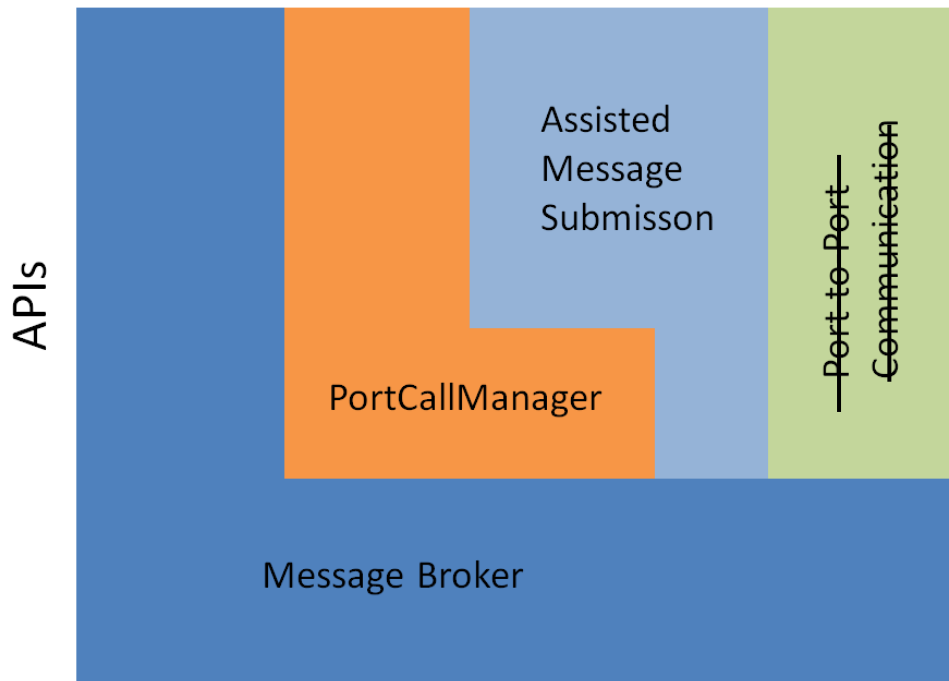 APIs
Assisted
Message
Submisson
Port to Port
Communication
PortCallManager
Message Broker